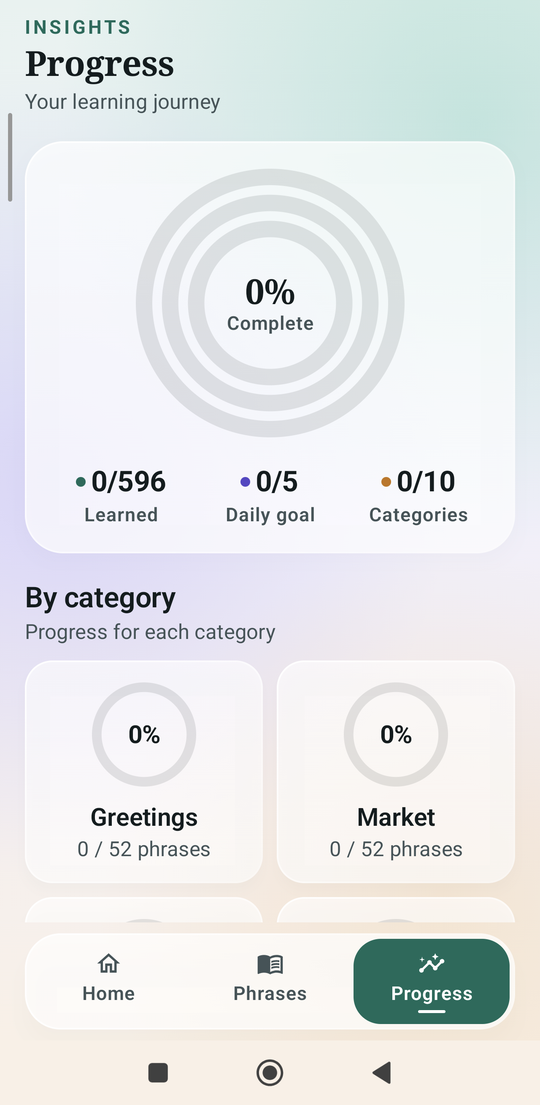 INSIGHTS
Progress
Your learning journey
0%
Complete
0/596
Learned
0/5
Daily goal
0/10
Categories
By category
Progress for each category
0%
Greetings
0 / 52 phrases
0%
Market
0 / 52 phrases
Home
Phrases
Progress